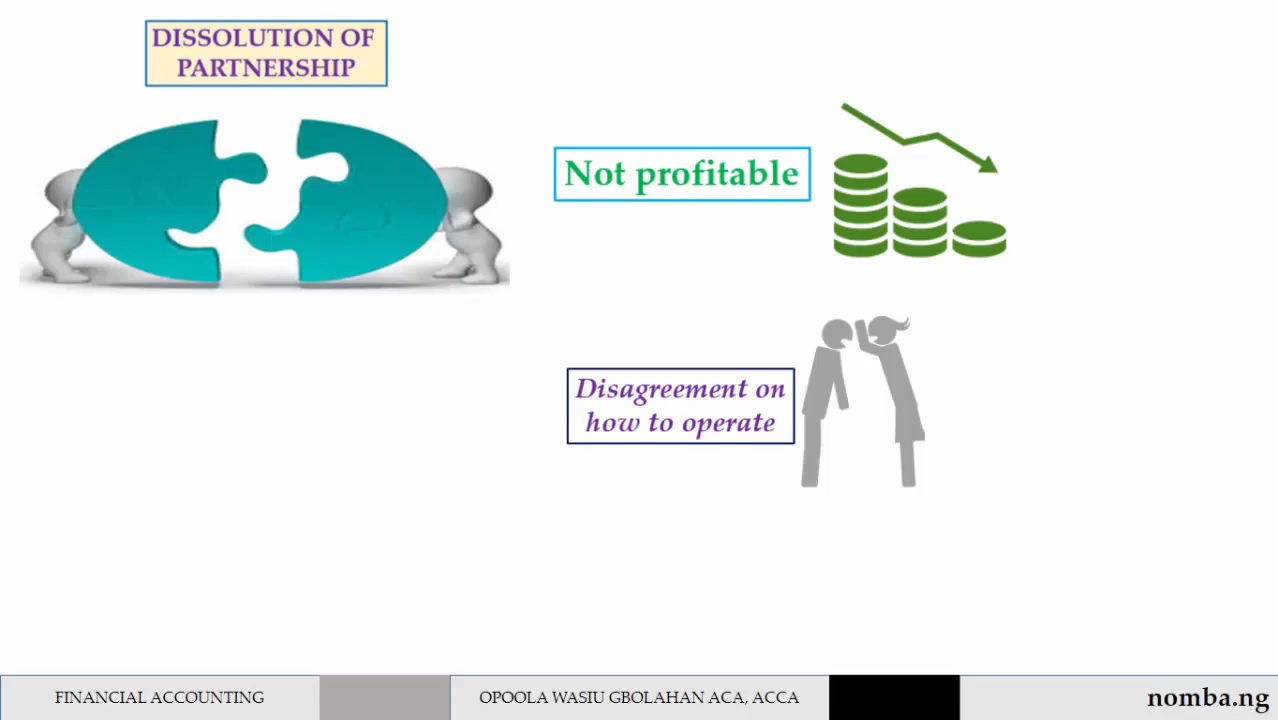 DISSOLUTION OF
PARTNERSHIP
Not profitable
Disagreement on
how to operate
FINANCIAL ACCOUNTING
OPOOLA WASIU GBOLAHAN ACA, ACCA
nomba.ng